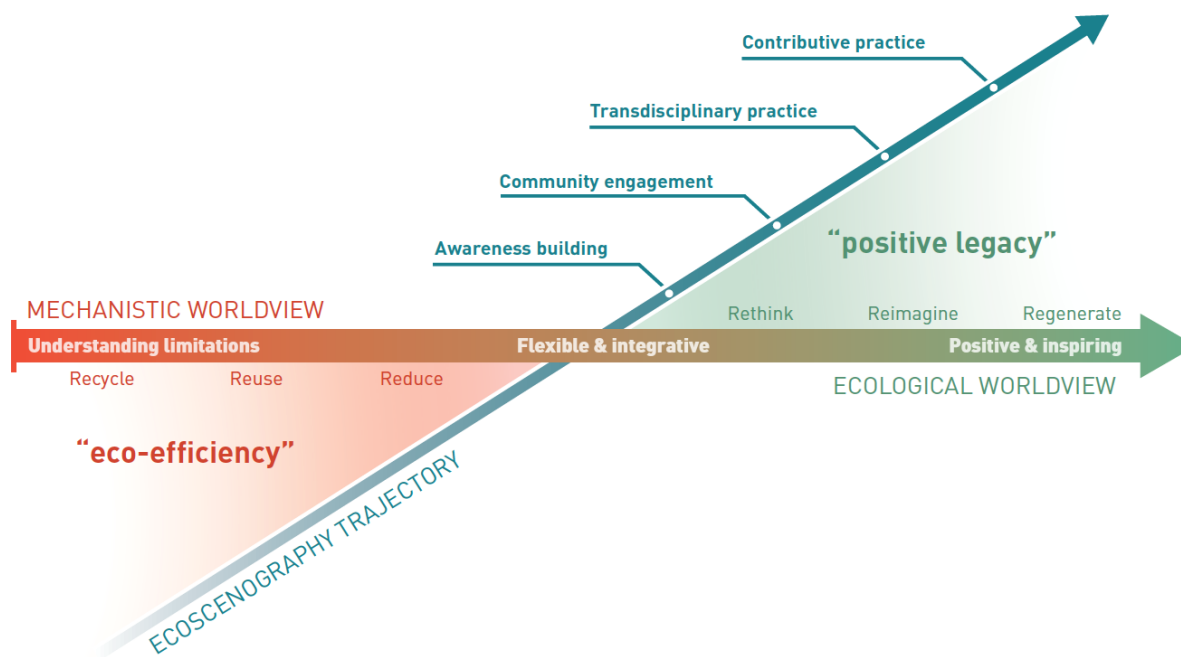 Contributive practice
Transdisciplinary practice
Community engagement
“positive legacy”
Awareness building
MECHANISTIC WORLDVIEW
Rethink
Reimagine
Regenerate
Understanding limitations
Flexible & integrative
Positive & inspiring
Recycle
Reuse
Reduce
ECOLOGICAL WORLDVIEW
“eco-efficiency”
ECOSCENOGRAPHY TRAJECTORY